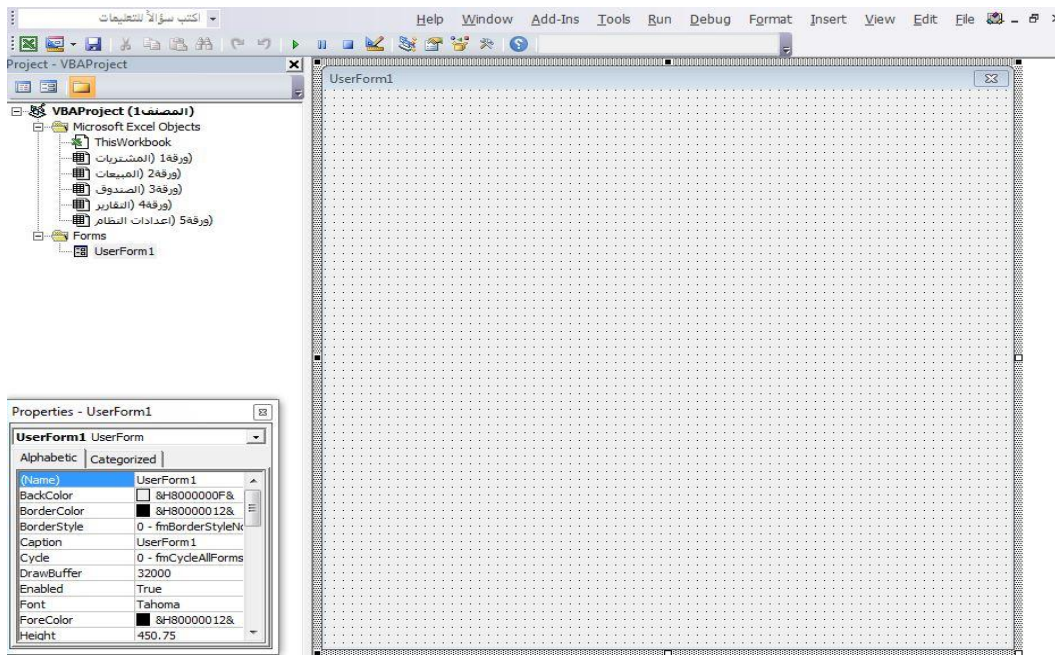 اكتب سؤالاً للتعليمات
Help Window Add-Ins Tools Run Debug Format Insert View Edit File
Project - VBAProject
VBAProject (المصنف1)
Microsoft Excel Objects
ThisWorkbook
ورقة1 (المشتريات)
ورقة2 (المبيعات)
ورقة3 (الصندوق)
ورقة4 (التقارير)
ورقة5 (اعدادات النظام)
Forms
UserForm1
UserForm1
Properties - UserForm1
UserForm1 UserForm
Alphabetic Categorized
(Name) UserForm1
BackColor &H8000000F&
BorderColor &H80000012&
BorderStyle 0 - fmBorderStyleNo
Caption UserForm1
Cycle 0 - fmCycleAllForms
DrawBuffer 32000
Enabled True
Font Tahoma
ForeColor &H80000012&
Height 450.75